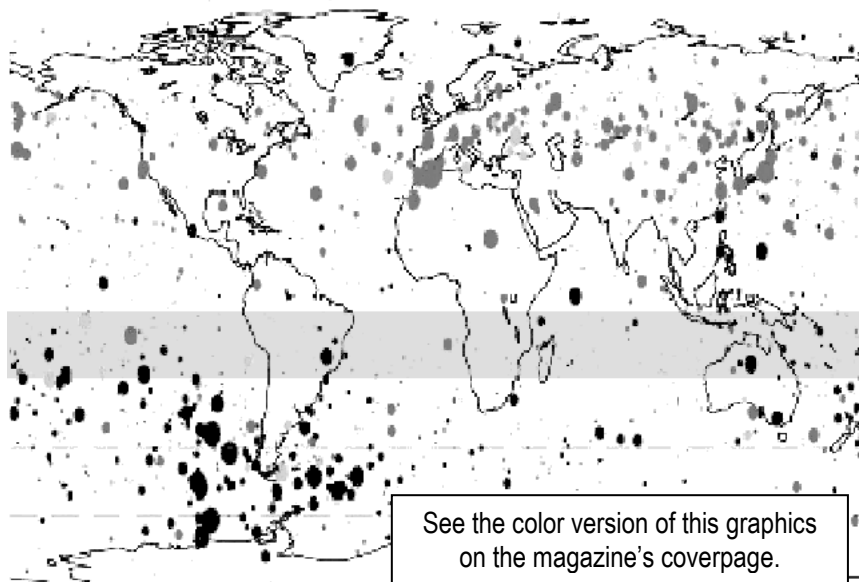 See the color version of this graphics
on the magazine's coverpage.